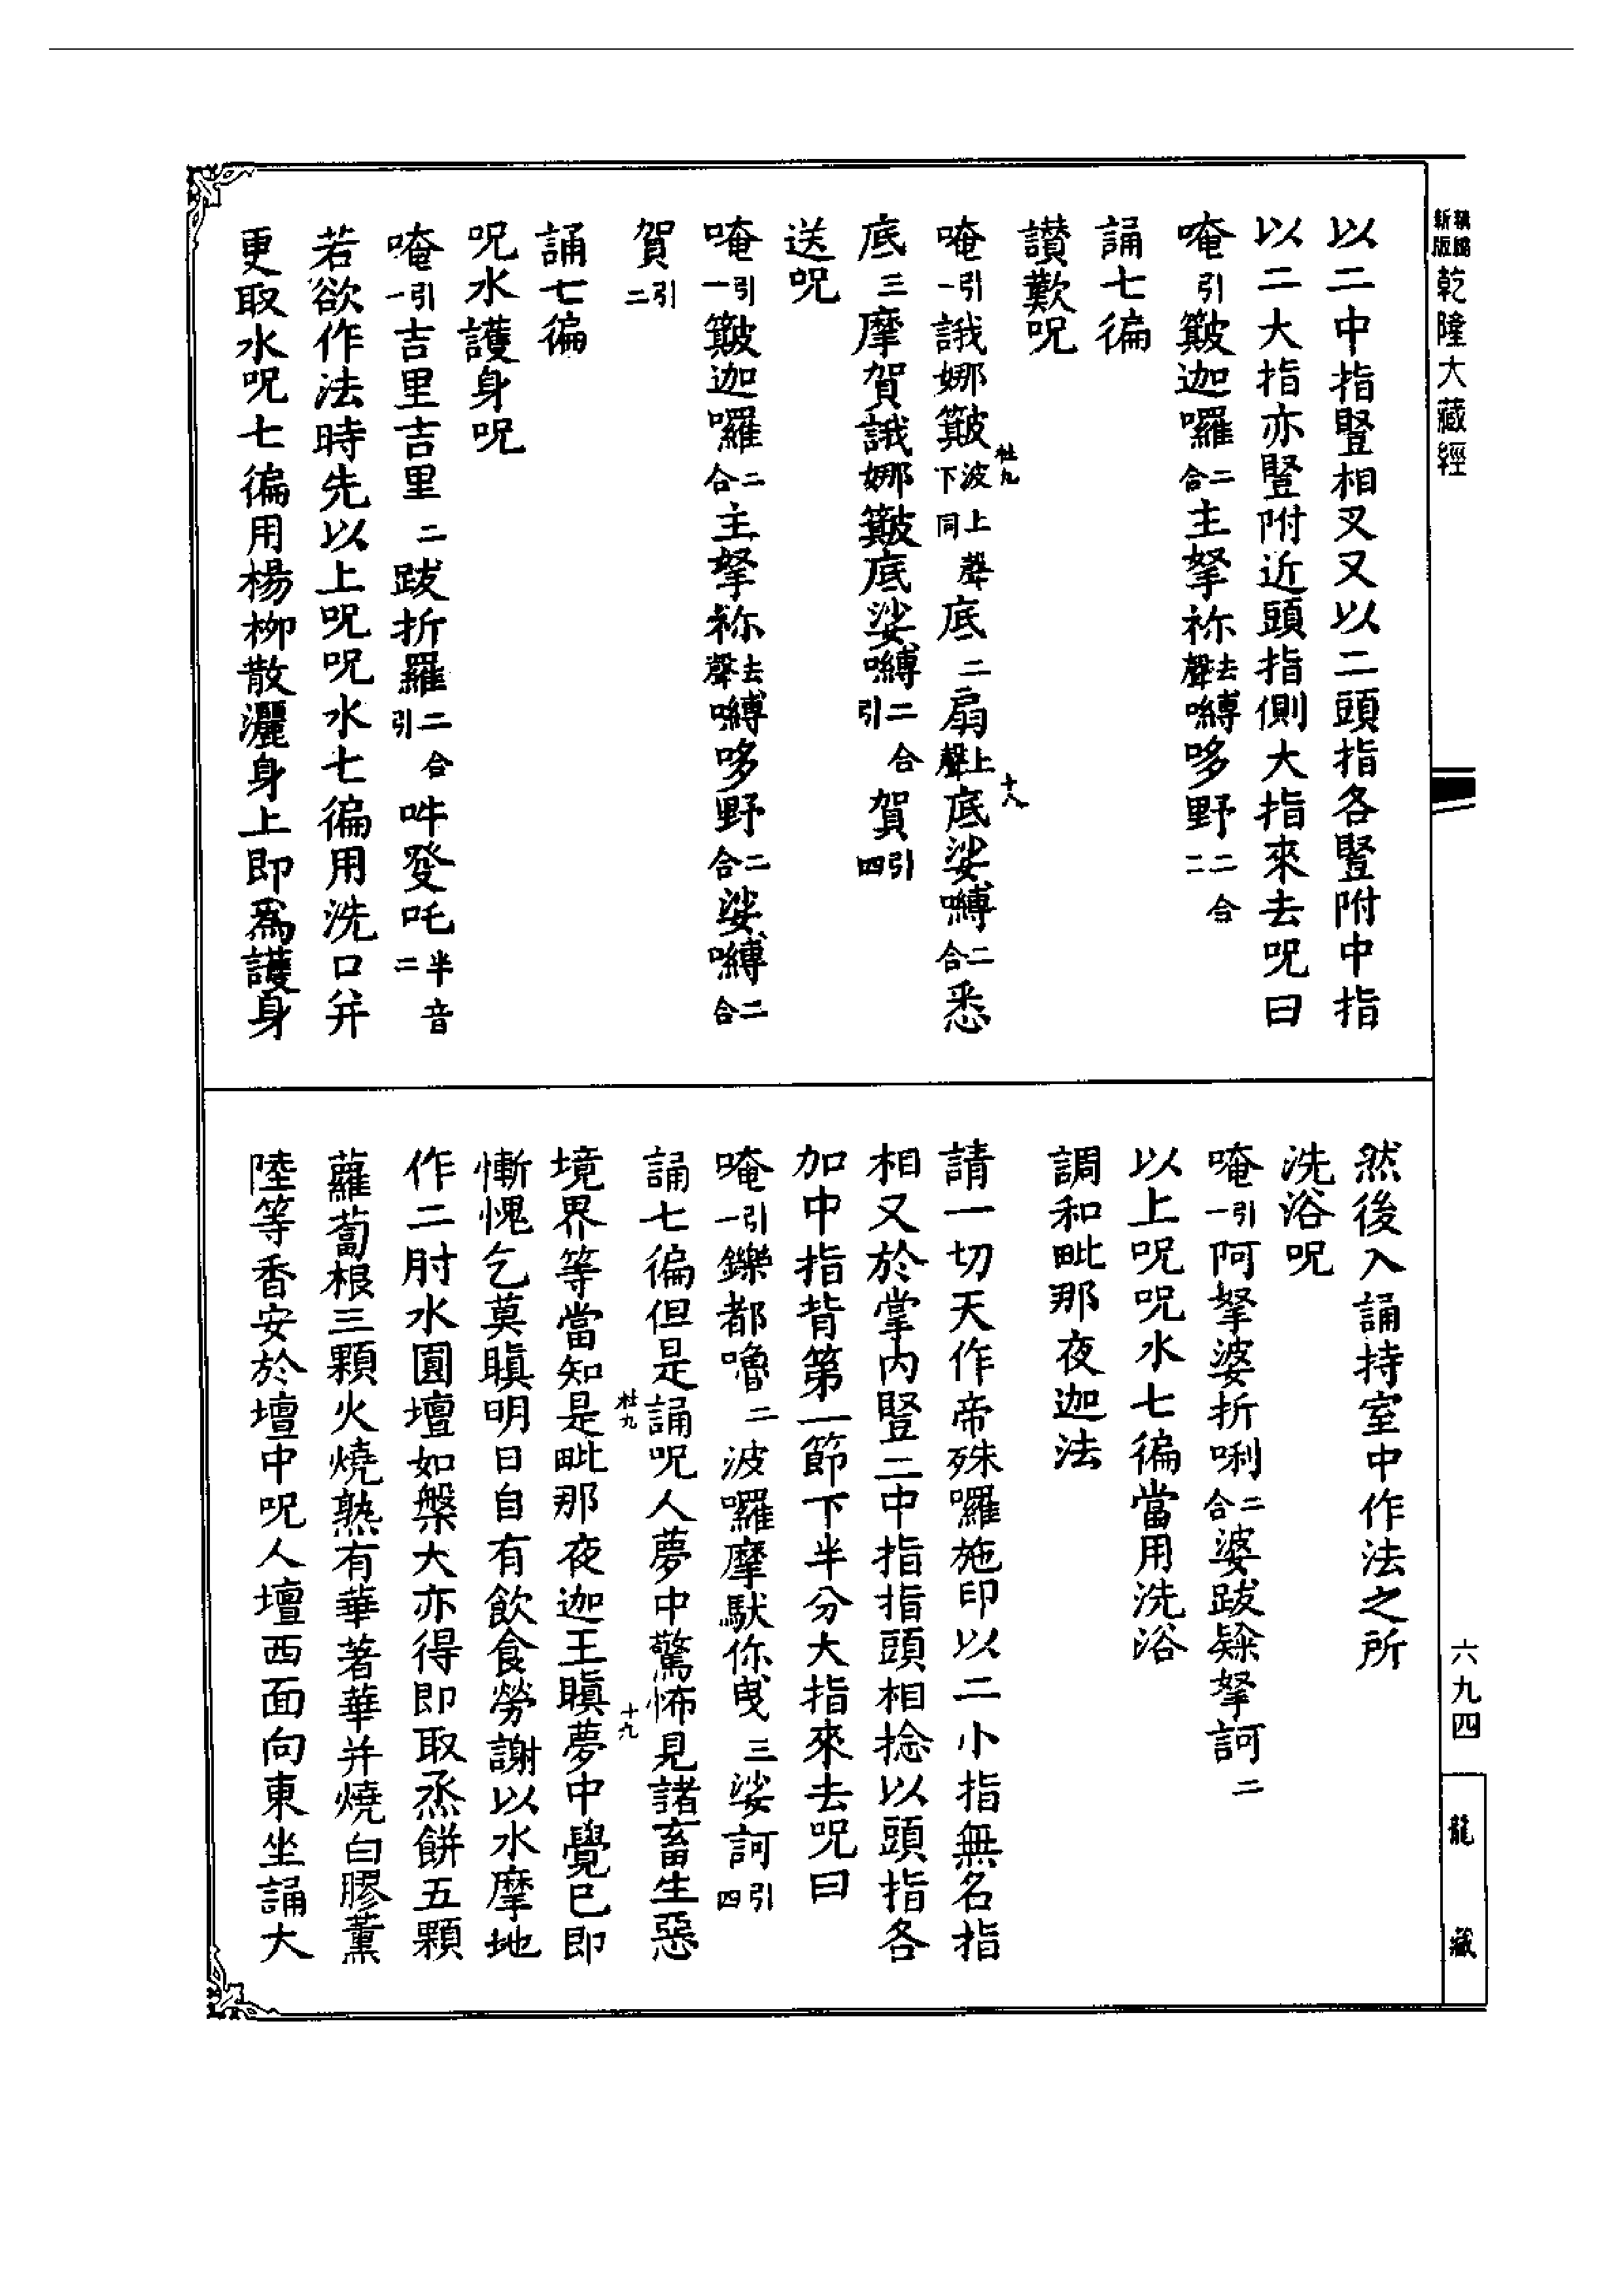 新編縮版乾隆大藏經
以二中指豎相叉又以二頭指各豎附中指
以二大指亦豎附近頭指側大指來去呪曰
唵引簸迦囉二合主拏祢去聲嚩哆野二合二
誦七徧
讚歎呪
唵引一誐娜簸波上聲下同底二扇上聲底娑嚩二合悉
底三摩賀誐娜簸底娑嚩二合引賀引四
送呪
唵引一簸迦囉二合主拏祢去聲嚩哆野二合娑嚩二合
賀引二
誦七徧
呪水護身呪
唵引一吉里吉里二跋折羅二合引吽發吒半音二
若欲作法時先以上呪呪水七徧用洗口并
更取水呪七徧用楊柳散灑身上即爲護身
杜九
十八
然後入誦持室中作法之所
洗浴呪
唵引一阿拏婆折唎二合婆跋𨁟拏訶二
以上呪呪水七徧當用洗浴
調和毗那夜迦法
請一切天作帝殊囉施印以二小指無名指
相叉於掌內豎二中指指頭相捻以頭指各
加中指背第一節下半分大指來去呪曰
唵引一鑠都嚕二波囉摩馱你曳三娑訶引四
誦七徧但是誦呪人夢中驚怖見諸畜生惡
境界等當知是毗那夜迦王瞋夢中覺已即
慚愧乞莫瞋明日自有飲食勞謝以水摩地
作二肘水圓壇如槃大亦得即取烝餅五顆
蘿蔔根三顆火燒熟有華著華并燒白膠薰
陸等香安於壇中呪人壇西面向東坐誦大
杜九
十九
六九四
龍藏